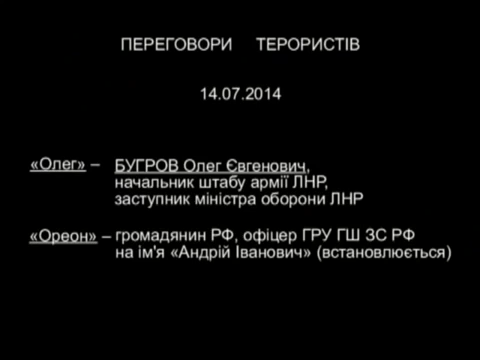 ПЕРЕГОВОРИ ТЕРОРИСТІВ
14.07.2014
«Олег» – БУГРОВ Олег Євгенович,
начальник штабу армії ЛНР,
заступник міністра оборони ЛНР
«Ореон» – громадянин РФ, офіцер ГРУ ГШ ЗС РФ
на ім'я «Андрій Іванович» (встановлюється)